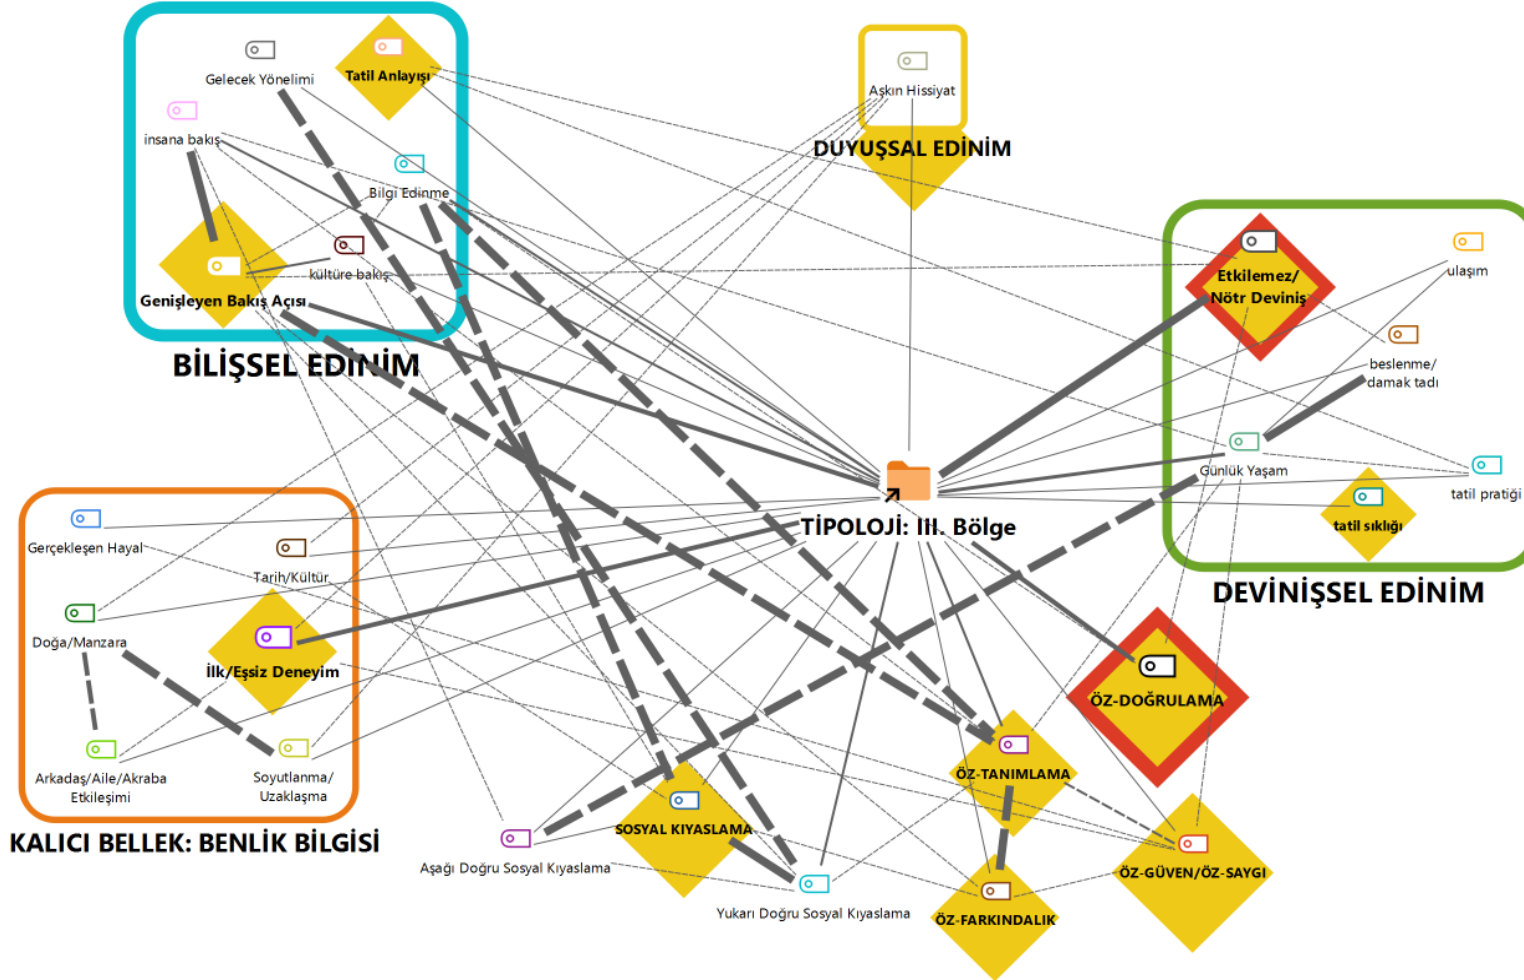 Gelecek Yönelimi
Tatil Anlayışı
insana bakış
Bilgi Edinme
kültüre bakış
Genişleyen Bakış Açısı
BİLİŞSEL EDİNİM
Aşkın Hissiyat
DUYUŞSAL EDİNİM
Etkilemez/
Nötr Deviniş
ulaşım
beslenme/
damak tadı
Günlük Yaşam
tatil pratiği
tatil sıklığı
DEVİNİŞSEL EDİNİM
TİPOLOJİ: III. Bölge
Gerçekleşen Hayal
Tarih/Kültür
Doğa/Manzara
İlk/Eşsiz Deneyim
Arkadaş/Aile/Akraba
Etkileşimi
Soyutlanma/
Uzaklaşma
KALICI BELLEK: BENLİK BİLGİSİ
ÖZ-DOĞRULAMA
ÖZ-TANIMLAMA
SOSYAL KIYASLAMA
Aşağı Doğru Sosyal Kıyaslama
Yukarı Doğru Sosyal Kıyaslama
ÖZ-GÜVEN/ÖZ-SAYGI
ÖZ-FARKINDALIK